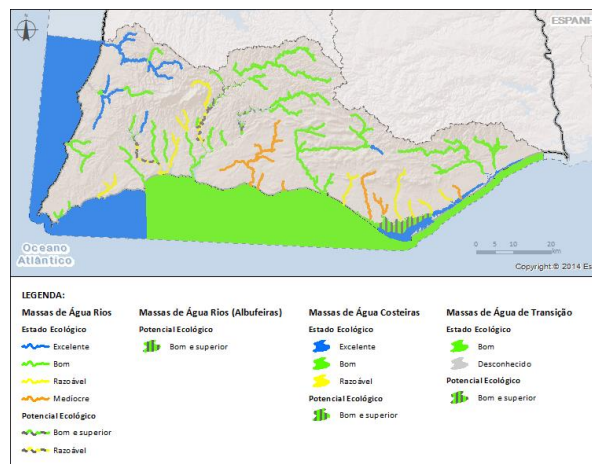 ESPANH
Oceano
Atlântico
0 5 10 20
km
Copyright © 2014 Es
LEGENDA:
Massas de Água Rios
Estado Ecológico
Excelente
Bom
Razoável
Medíocre
Potencial Ecológico
Bom e superior
Razoável
Massas de Água Rios (Albufeiras)
Potencial Ecológico
Bom e superior
Massas de Água Costeiras
Estado Ecológico
Excelente
Bom
Razoável
Potencial Ecológico
Bom e superior
Massas de Água de Transição
Estado Ecológico
Bom
Desconhecido
Potencial Ecológico
Bom e superior